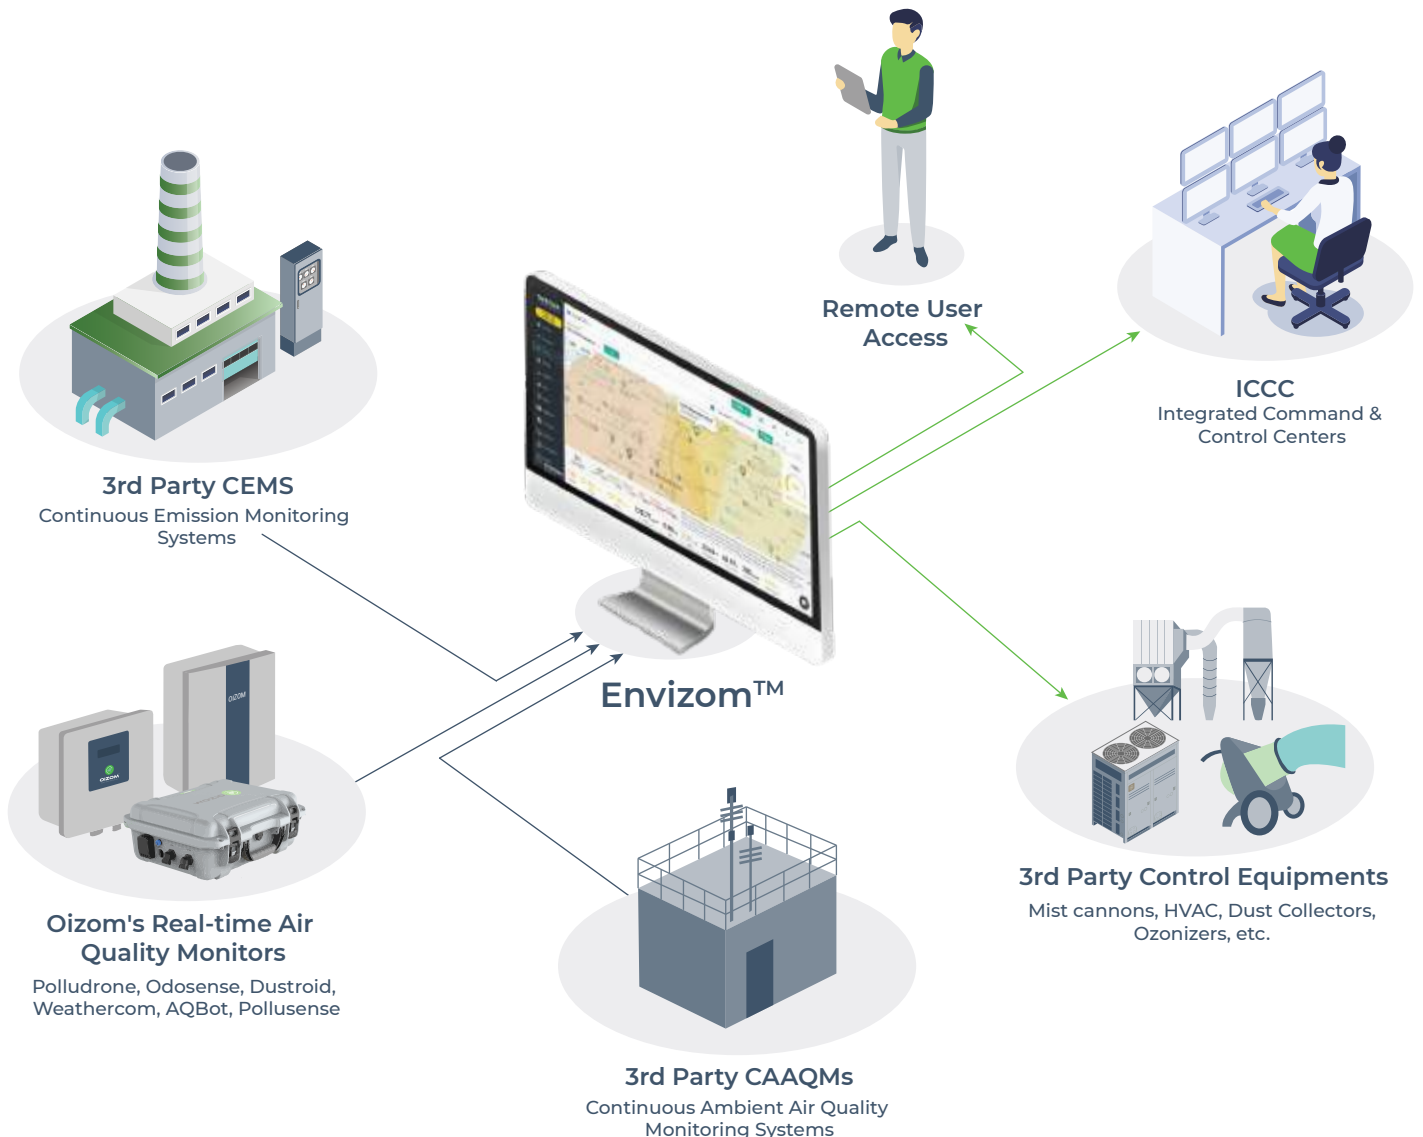 Remote User
Access
ICCC
Integrated Command &
Control Centers
3rd Party CEMS
Continuous Emission Monitoring
Systems
Envizom™
OIZOM
OIZOM
Oizom's Real-time Air
Quality Monitors
Polludrone, Odosense, Dustroid,
Weathercom, AQBot, Pollusense
3rd Party Control Equipments
Mist cannons, HVAC, Dust Collectors,
Ozonizers, etc.
3rd Party CAAQMs
Continuous Ambient Air Quality
Monitoring Systems